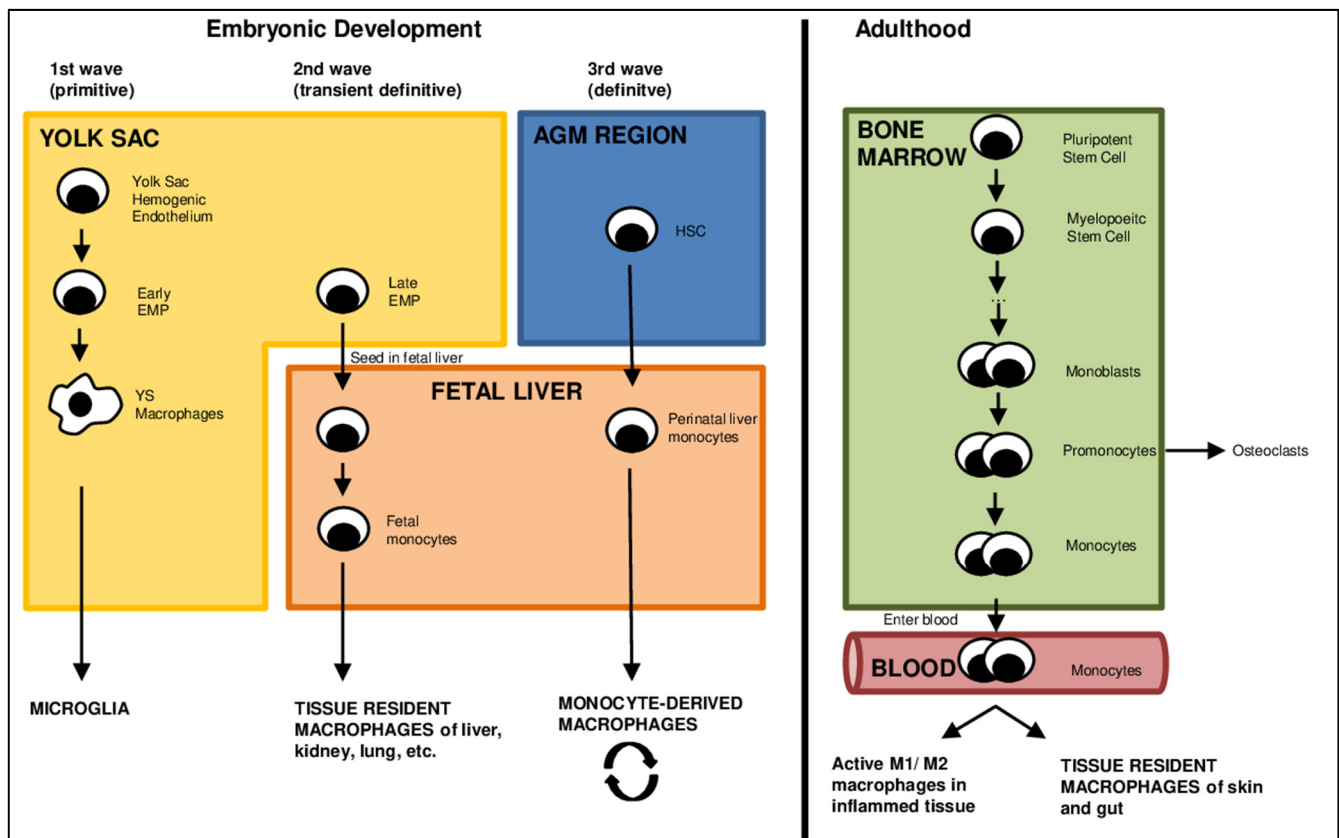 Embryonic Development
1st wave
(primitive)
2nd wave
(transient definitive)
3rd wave
(definitve)
YOLK SAC
Yolk Sac
Hemogenic
Endothelium
Early
EMP
YS
Macrophages
MICROGLIA
Late
EMP
Seed in fetal liver
AGM REGION
HSC
FETAL LIVER
Fetal
monocytes
Perinatal liver
monocytes
TISSUE RESIDENT
MACROPHAGES of liver,
kidney, lung, etc.
MONOCYTE-DERIVED
MACROPHAGES
Adulthood
BONE
MARROW
Pluripotent
Stem Cell
Myelopoeitc
Stem Cell
...
Monoblasts
Promonocytes
Osteoclasts
Monocytes
Enter blood
BLOOD
Monocytes
Active M1/ M2
macrophages in
inflammed tissue
TISSUE RESIDENT
MACROPHAGES of skin
and gut